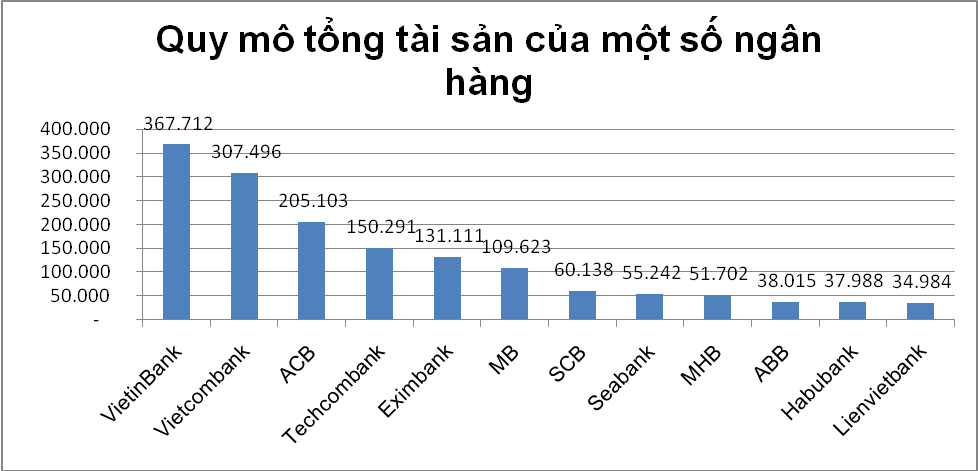 Quy mô tổng tài sản của một số ngân
hàng
400.000
350.000
300.000
250.000
200.000
150.000
100.000
50.000
-
367.712
307.496
205.103
150.291
131.111
109.623
60.138
55.242
51.702
38.015
37.988
34.984
VietinBank
Vietcombank
ACB
Techcombank
Eximbank
MB
SCB
Seabank
MHB
ABB
Habubank
Lienvietbank